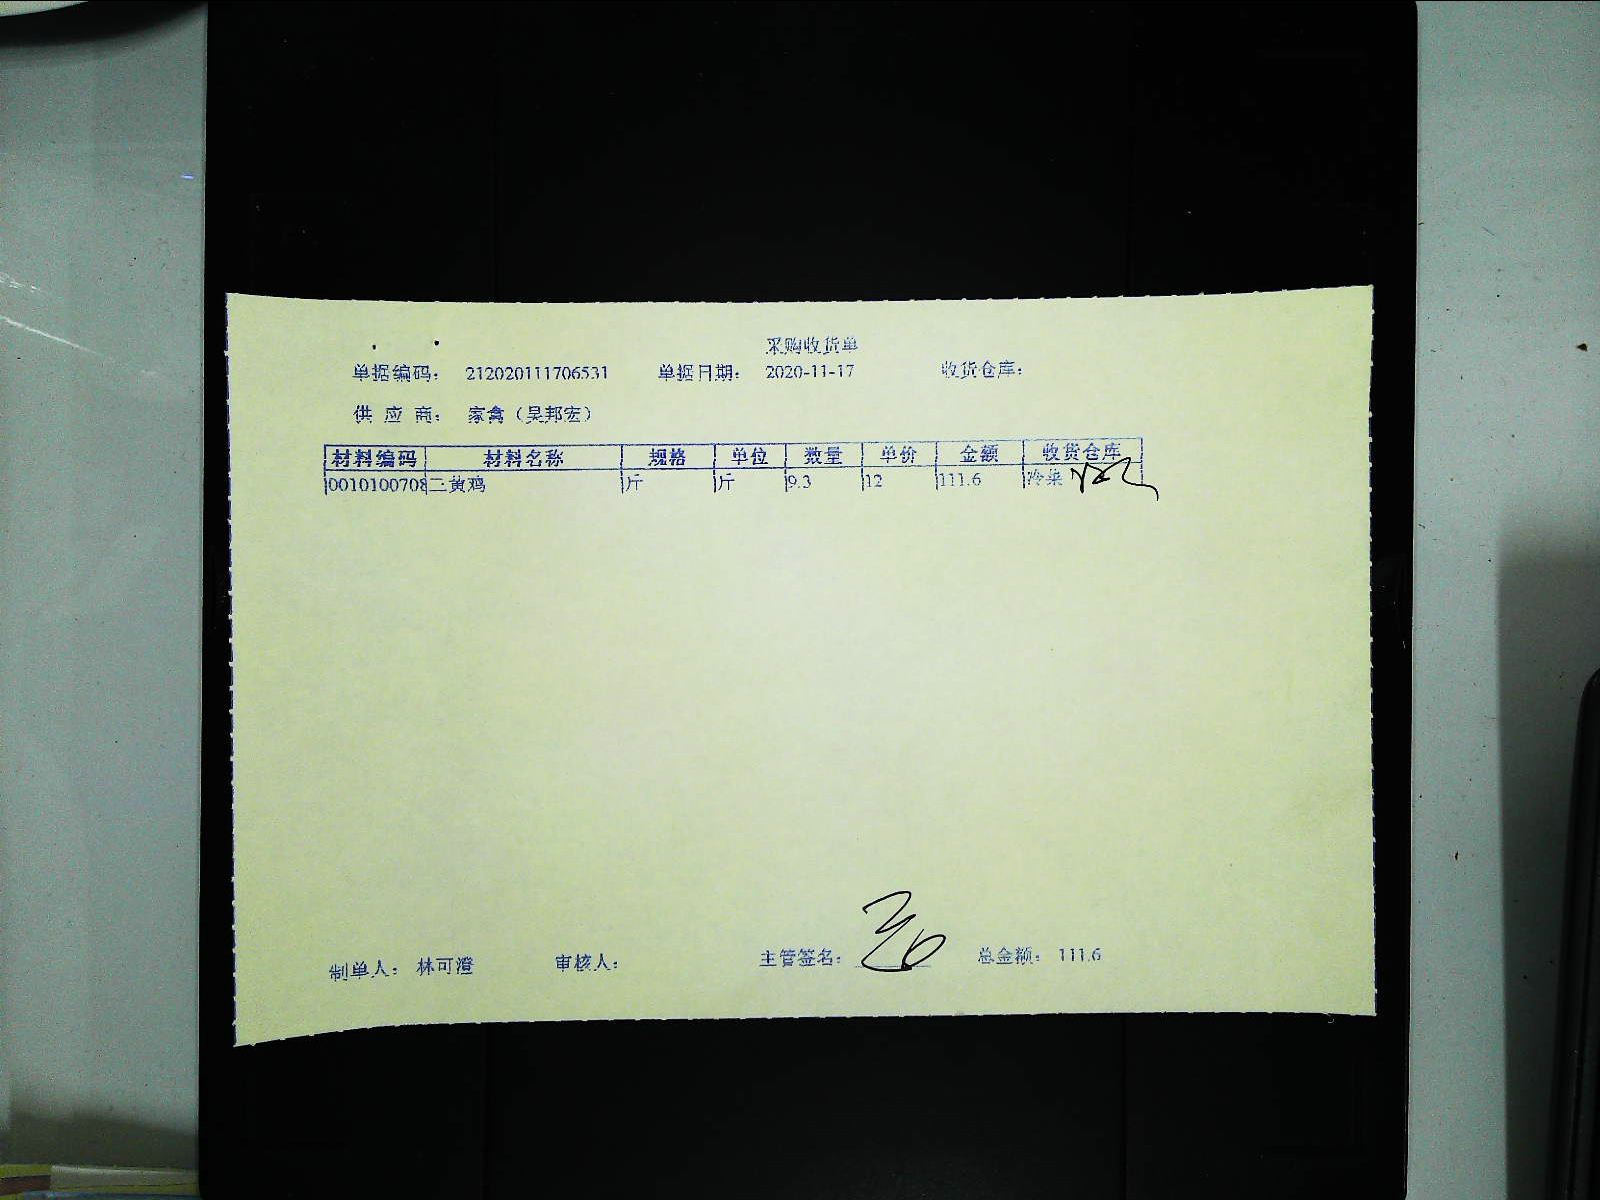 采购收货单
单据编码： 212020111706531 单据日期： 2020-11-17 收货仓库：
供 应 商： 家禽（吴邦宏）
材料编码 材料名称 规格 单位 数量 单价 金额 收货仓库
0010100708 三黄鸡 斤 斤 9.3 12 111.6 冷菜
制单人： 林可澄 审核人： 主管签名： 总金额： 111.6